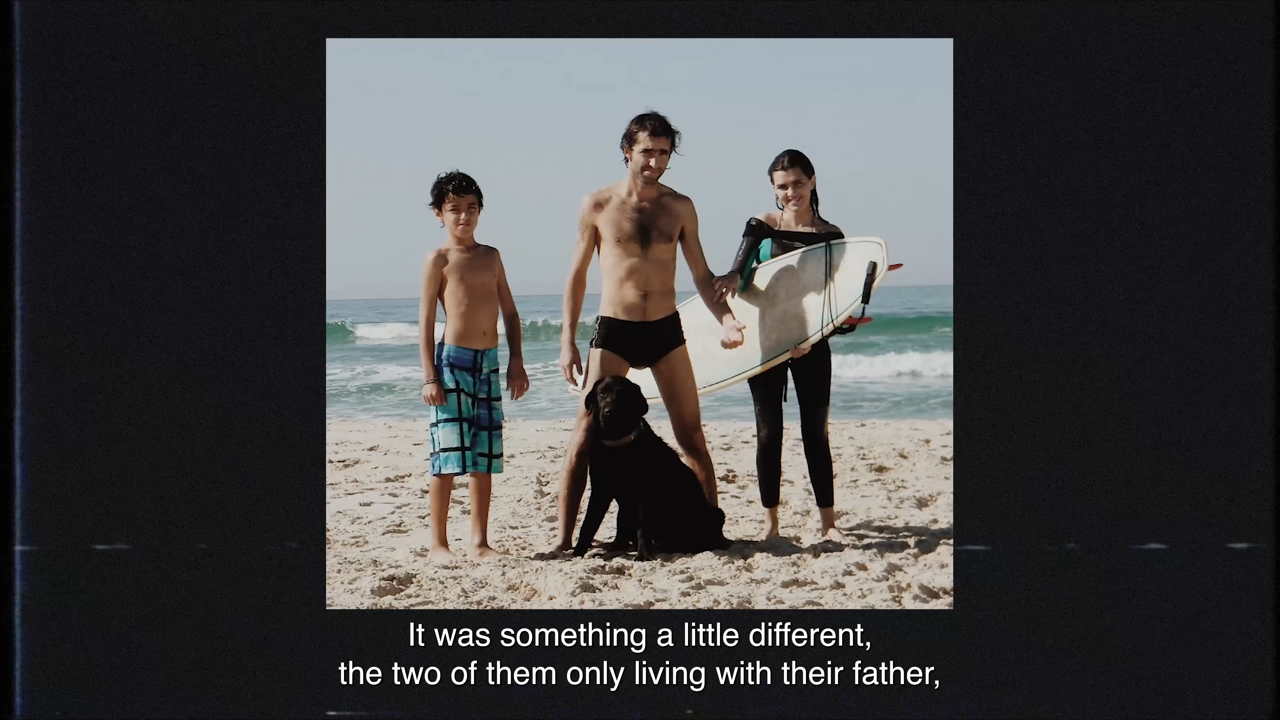 It was something a little different,
the two of them only living with their father,